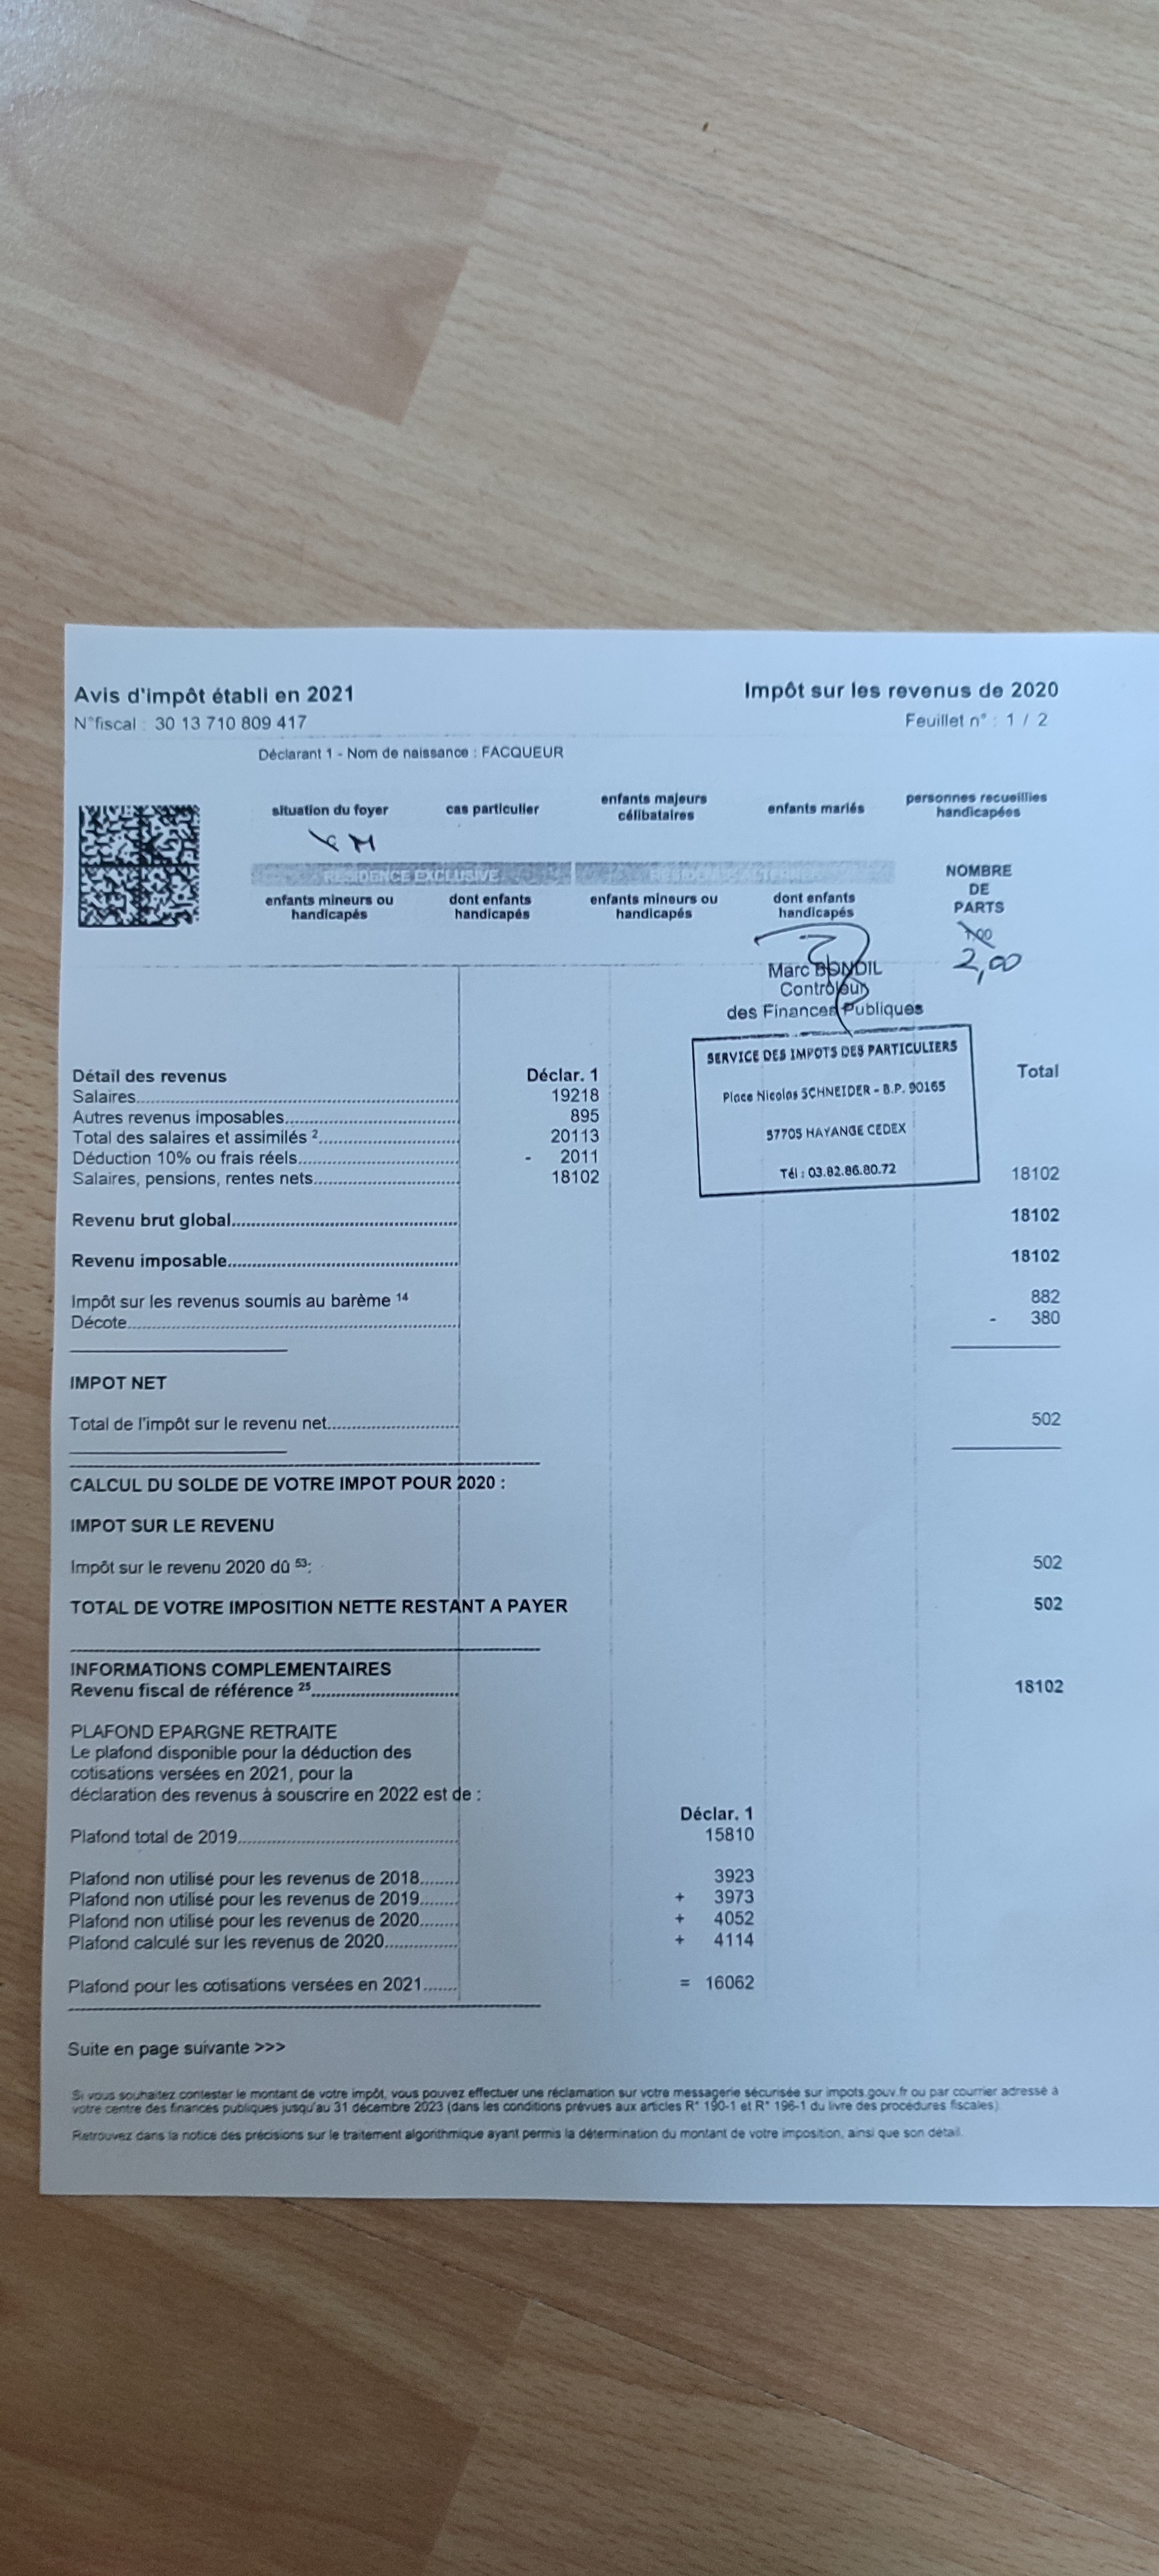 Avis d'impôt établi en 2021
Impôt sur les revenus de 2020
N°fiscal : 30 13 710 809 417
Feuillet n° : 1 / 2
Déclarant 1 - Nom de naissance : FACQUEUR
situation du foyer
cas particulier
enfants majeurs célibataires
enfants mariés
personnes recueillies handicapées
M
RESIDENCE EXCLUSIVE
enfants mineurs ou handicapés
dont enfants handicapés
enfants mineurs ou handicapés
dont enfants handicapés
NOMBRE
DE
PARTS
1,00
2,00
Marc BONDIL
Contrôleur
des Finances Publiques
SERVICE DES IMPOTS DES PARTICULIERS
Place Nicolas SCHNEIDER - B.P. 90165
57705 HAYANGE CEDEX
Tél : 03.82.86.80.72
Détail des revenus Déclar. 1 Total
Salaires 19218
Autres revenus imposables 895
Total des salaires et assimilés 2 20113
Déduction 10% ou frais réels - 2011
Salaires, pensions, rentes nets 18102 18102
Revenu brut global 18102
Revenu imposable 18102
Impôt sur les revenus soumis au barème 14 882
Décote - 380
IMPOT NET
Total de l'impôt sur le revenu net 502
CALCUL DU SOLDE DE VOTRE IMPOT POUR 2020 :
IMPOT SUR LE REVENU
Impôt sur le revenu 2020 dû 53: 502
TOTAL DE VOTRE IMPOSITION NETTE RESTANT A PAYER 502
INFORMATIONS COMPLEMENTAIRES
Revenu fiscal de référence 25 18102
PLAFOND EPARGNE RETRAITE
Le plafond disponible pour la déduction des
cotisations versées en 2021, pour la
déclaration des revenus à souscrire en 2022 est de :
Déclar. 1
Plafond total de 2019 15810
Plafond non utilisé pour les revenus de 2018 3923
Plafond non utilisé pour les revenus de 2019 + 3973
Plafond non utilisé pour les revenus de 2020 + 4052
Plafond calculé sur les revenus de 2020 + 4114
Plafond pour les cotisations versées en 2021 = 16062
Suite en page suivante >>>
Si vous souhaitez contester le montant de votre impôt, vous pouvez effectuer une réclamation sur votre messagerie sécurisée sur impots.gouv.fr ou par courrier adressé à
votre centre des finances publiques jusqu'au 31 décembre 2023 (dans les conditions prévues aux articles R* 190-1 et R* 196-1 du livre des procédures fiscales).
Retrouvez dans la notice des précisions sur le traitement algorithmique ayant permis la détermination du montant de votre imposition, ainsi que son détail.